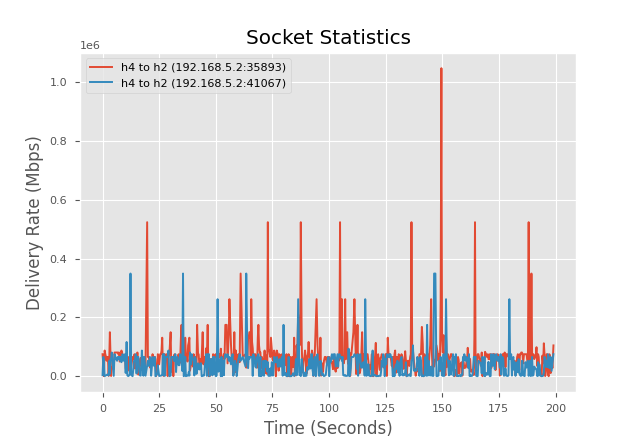 Socket Statistics
1e6
h4 to h2 (192.168.5.2:35893)
h4 to h2 (192.168.5.2:41067)
1.0
0.8
0.6
0.4
0.2
0.0
Delivery Rate (Mbps)
0 25 50 75 100 125 150 175 200
Time (Seconds)